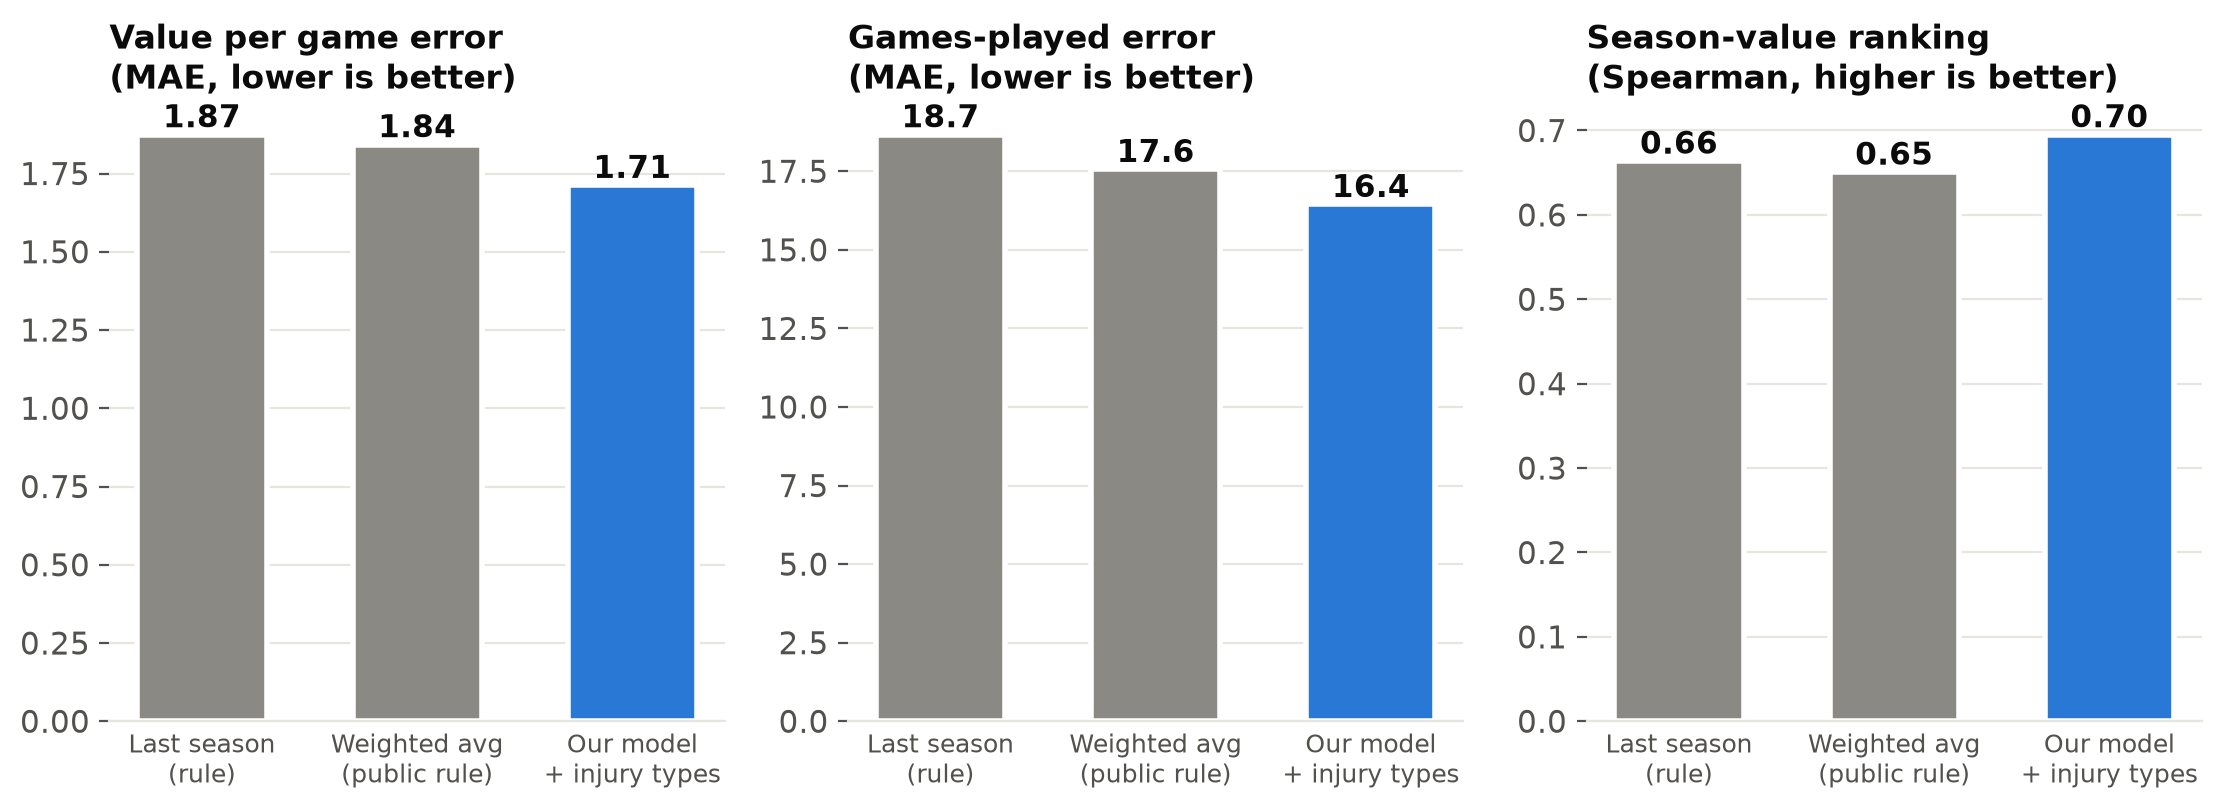 Value per game error
(MAE, lower is better)
1.87
1.84
1.71
1.75
1.50
1.25
1.00
0.75
0.50
0.25
0.00
Last season
(rule)
Weighted avg
(public rule)
Our model
+ injury types
Games-played error
(MAE, lower is better)
18.7
17.6
16.4
17.5
15.0
12.5
10.0
7.5
5.0
2.5
0.0
Last season
(rule)
Weighted avg
(public rule)
Our model
+ injury types
Season-value ranking
(Spearman, higher is better)
0.66
0.65
0.70
0.7
0.6
0.5
0.4
0.3
0.2
0.1
0.0
Last season
(rule)
Weighted avg
(public rule)
Our model
+ injury types